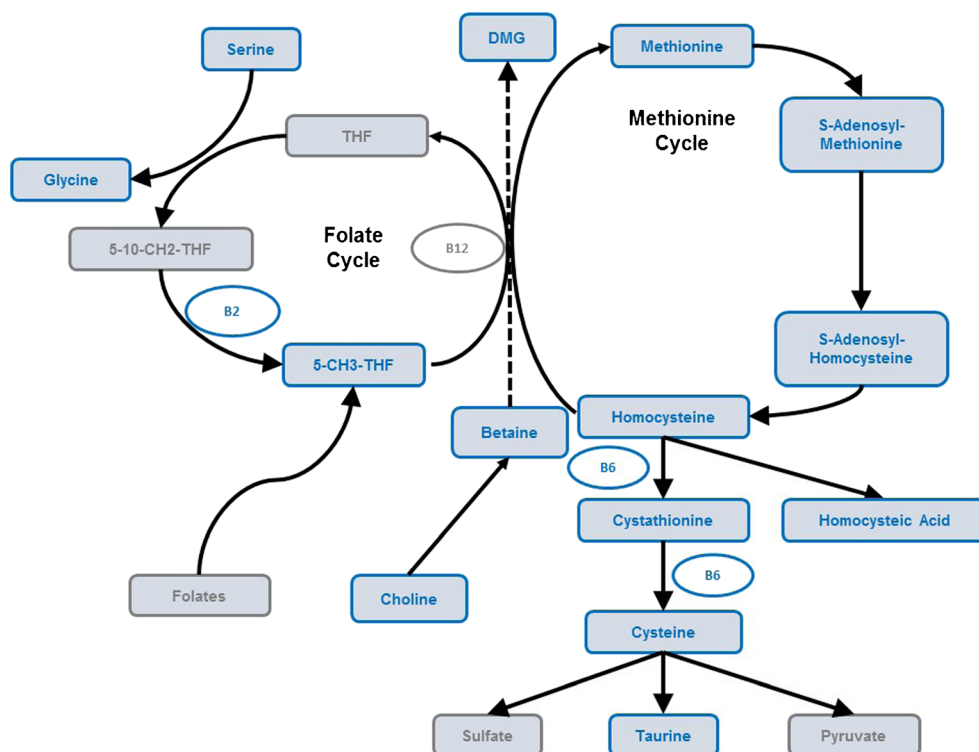 DMG
Methionine
Serine
Methionine
Cycle
S-Adenosyl-
Methionine
THF
Glycine
5-10-CH2-THF
Folate
Cycle
B12
B2
5-CH3-THF
S-Adenosyl-
Homocysteine
Homocysteine
Betaine
B6
Cystathionine
Homocysteic Acid
Folates
Choline
B6
Cysteine
Sulfate
Taurine
Pyruvate